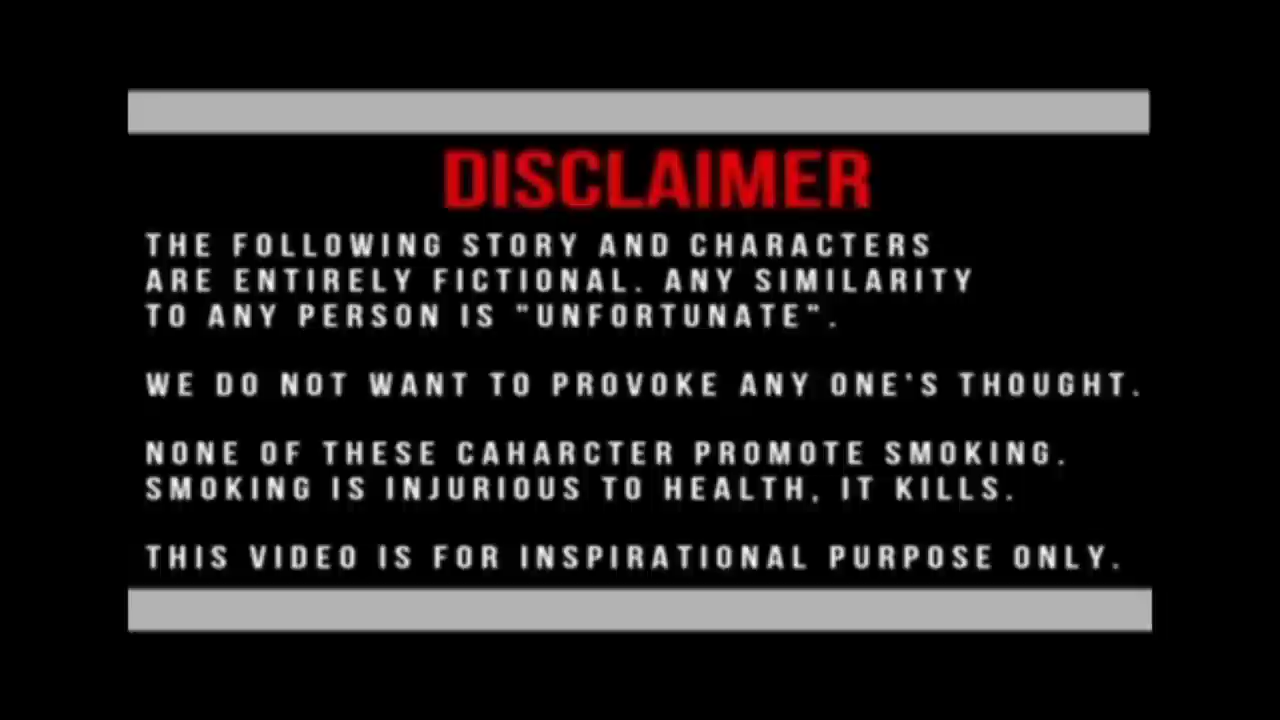 DISCLAIMER
THE FOLLOWING STORY AND CHARACTERS
ARE ENTIRELY FICTIONAL. ANY SIMILARITY
TO ANY PERSON IS "UNFORTUNATE".
WE DO NOT WANT TO PROVOKE ANY ONE'S THOUGHT.
NONE OF THESE CAHARCTER PROMOTE SMOKING.
SMOKING IS INJURIOUS TO HEALTH, IT KILLS.
THIS VIDEO IS FOR INSPIRATIONAL PURPOSE ONLY.